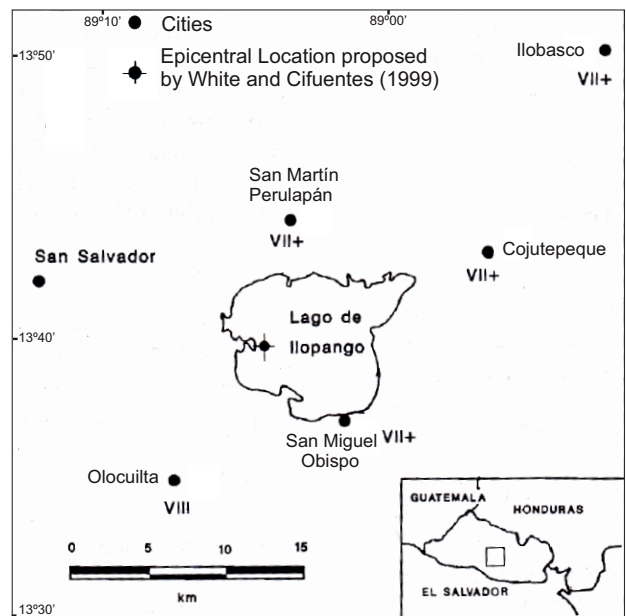 89°10'
89°00'
Cities
Epicentral Location proposed
by White and Cifuentes (1999)
13°50'
Ilobasco
VII+
San Martín
Perulapán
VII+
Cojutepeque
VII+
San Salvador
Lago de
Ilopango
13°40'
San Miguel
Obispo
VII+
Olocuilta
VIII
0 5 10 15
km
GUATEMALA
HONDURAS
EL SALVADOR
13°30'